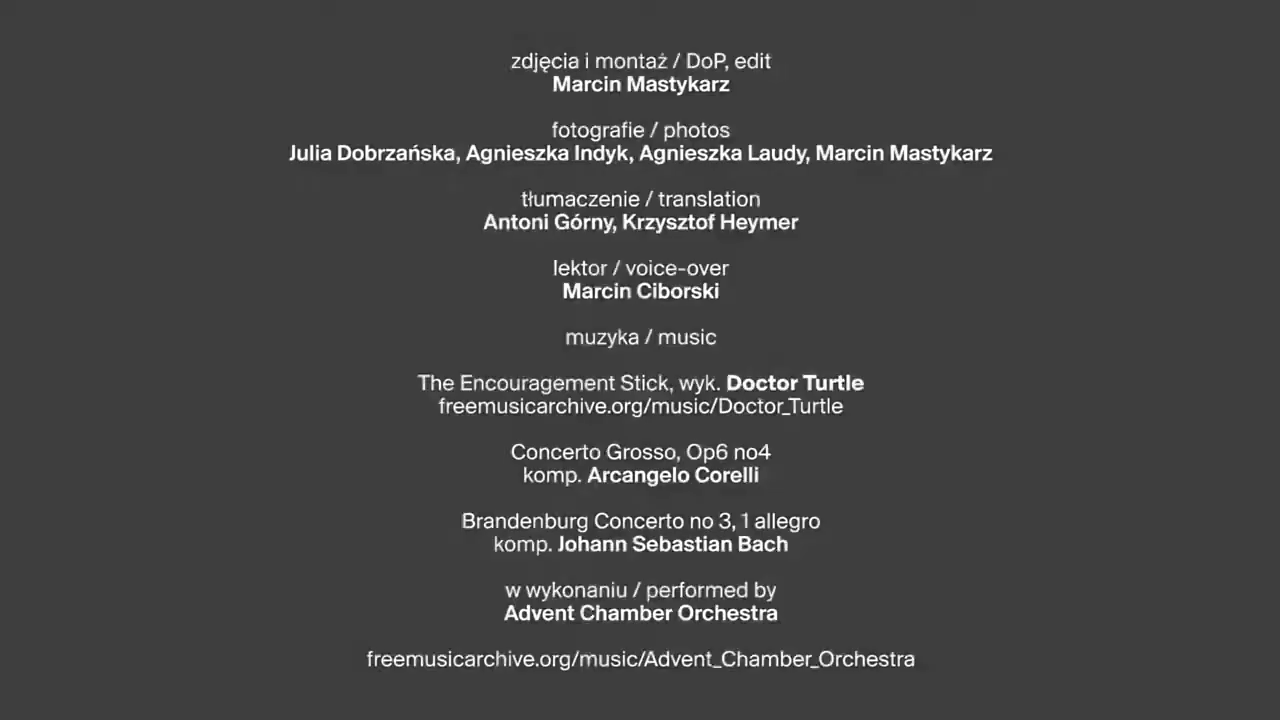 zdjęcia i montaż / DoP, edit
Marcin Mastykarz
fotografie / photos
Julia Dobrzańska, Agnieszka Indyk, Agnieszka Laudy, Marcin Mastykarz
tłumaczenie / translation
Antoni Górny, Krzysztof Heymer
lektor / voice-over
Marcin Ciborski
muzyka / music
The Encouragement Stick, wyk. Doctor Turtle
freemusicarchive.org/music/Doctor_Turtle
Concerto Grosso, Op6 no4
komp. Arcangelo Corelli
Brandenburg Concerto no 3, 1 allegro
komp. Johann Sebastian Bach
w wykonaniu / performed by
Advent Chamber Orchestra
freemusicarchive.org/music/Advent_Chamber_Orchestra